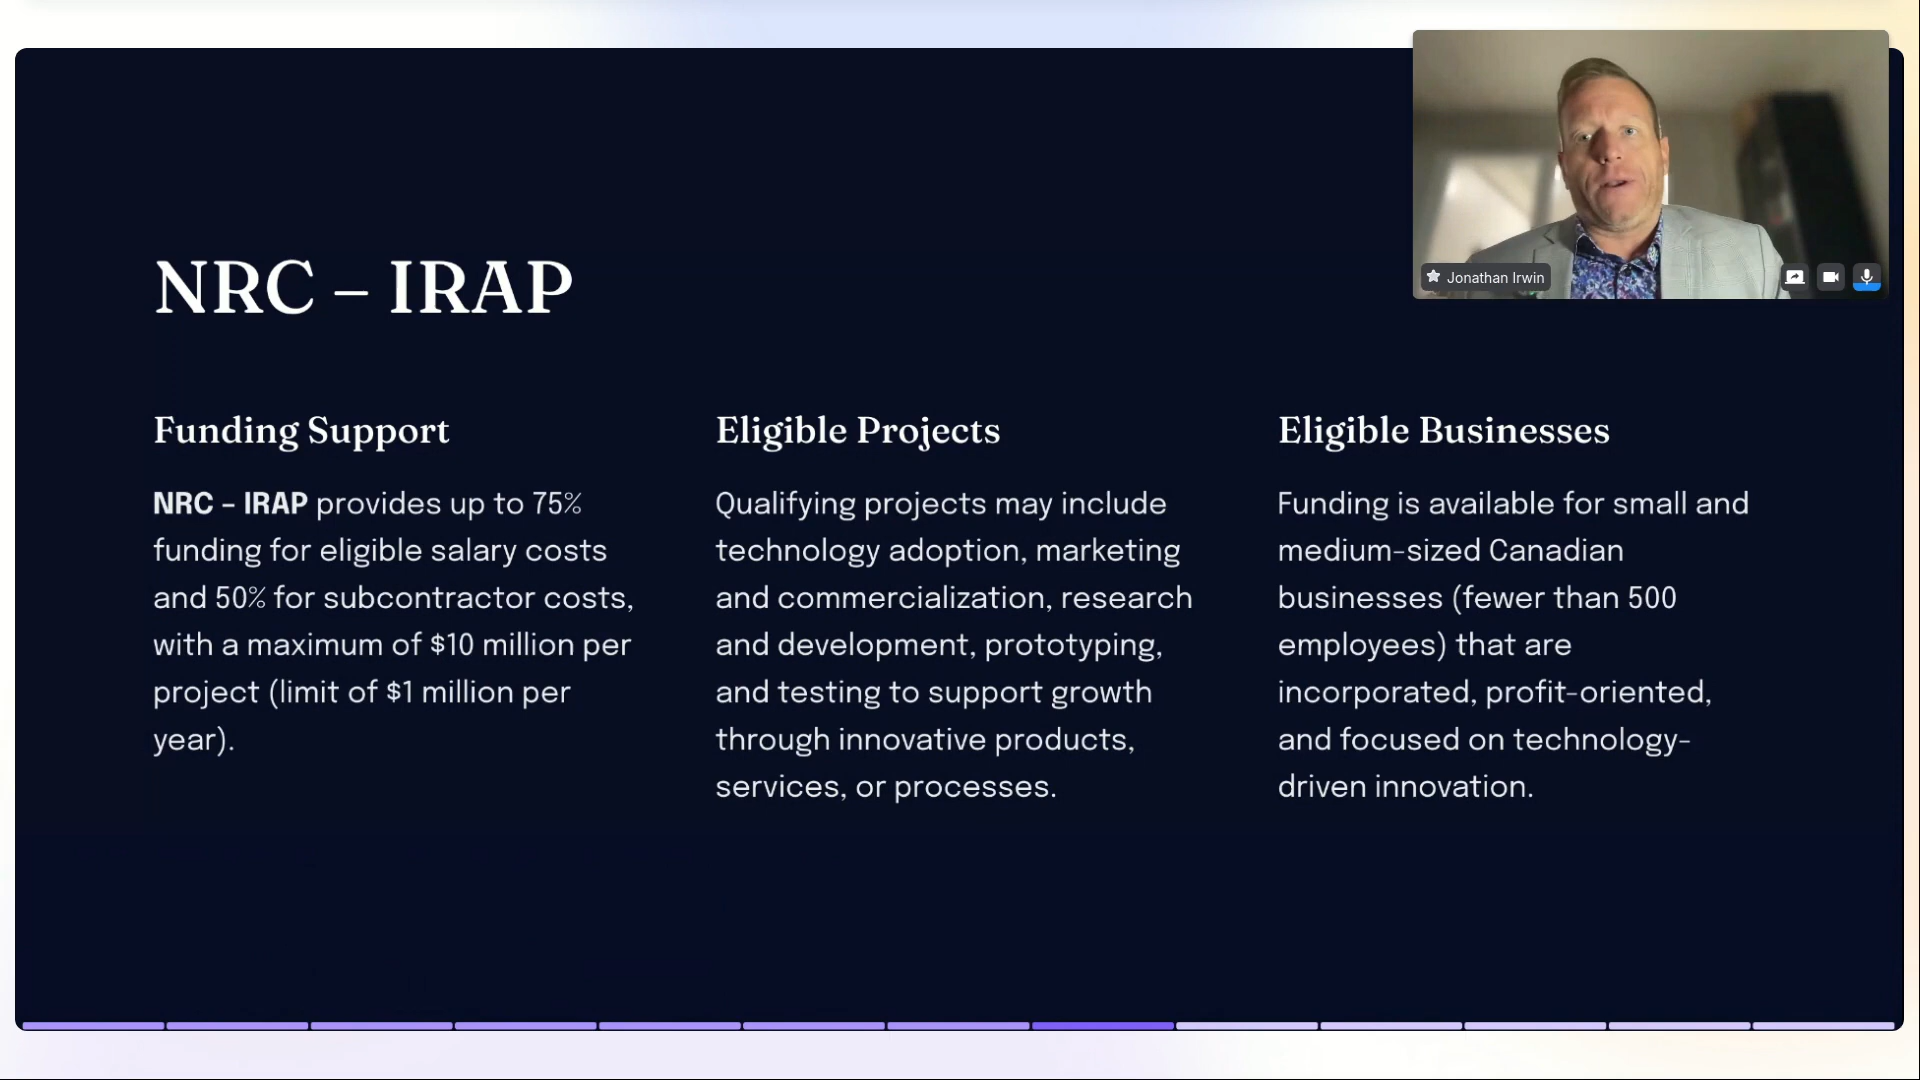 Jonathan Irwin
NRC – IRAP
Funding Support
NRC – IRAP provides up to 75%
funding for eligible salary costs
and 50% for subcontractor costs,
with a maximum of $10 million per
project (limit of $1 million per
year).
Eligible Projects
Qualifying projects may include
technology adoption, marketing
and commercialization, research
and development, prototyping,
and testing to support growth
through innovative products,
services, or processes.
Eligible Businesses
Funding is available for small and
medium-sized Canadian
businesses (fewer than 500
employees) that are
incorporated, profit-oriented,
and focused on technology-
driven innovation.